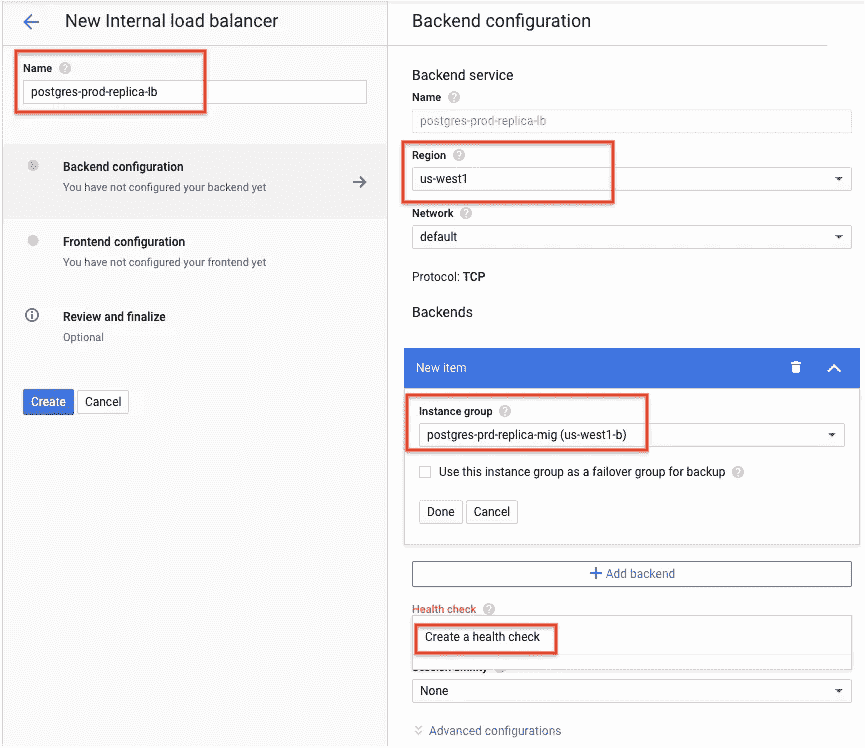 New Internal load balancer
Name
postgres-prod-replica-lb
Backend configuration
You have not configured your backend yet
Frontend configuration
You have not configured your frontend yet
Review and finalize
Optional
Create
Cancel
Backend configuration
Backend service
Name
postgres-prod-replica-lb
Region
us-west1
Network
default
Protocol: TCP
Backends
New item
Instance group
postgres-prd-replica-mig (us-west1-b)
Use this instance group as a failover group for backup
Done
Cancel
Add backend
Health check
Create a health check
Session affinity
None
Advanced configurations